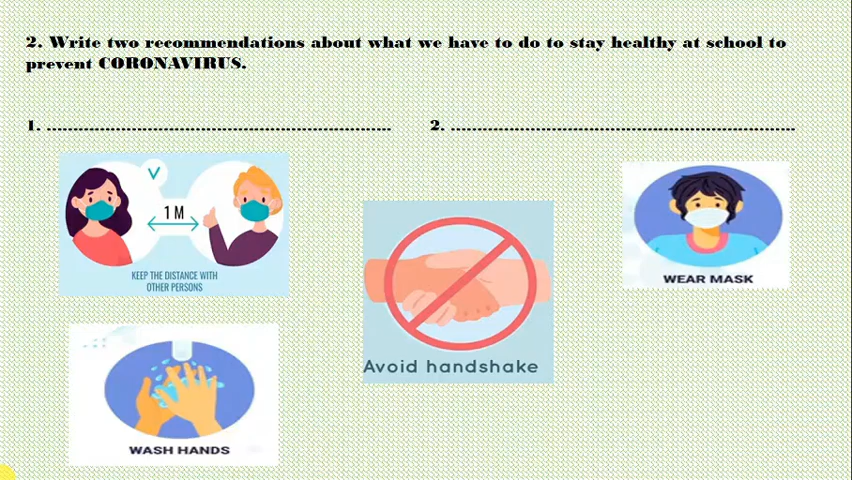 2. Write two recommendations about what we have to do to stay healthy at school to
prevent CORONAVIRUS.
1. ..................................................................
2. ..................................................................
V
1 M
KEEP THE DISTANCE WITH
OTHER PERSONS
Avoid handshake
WEAR MASK
WASH HANDS